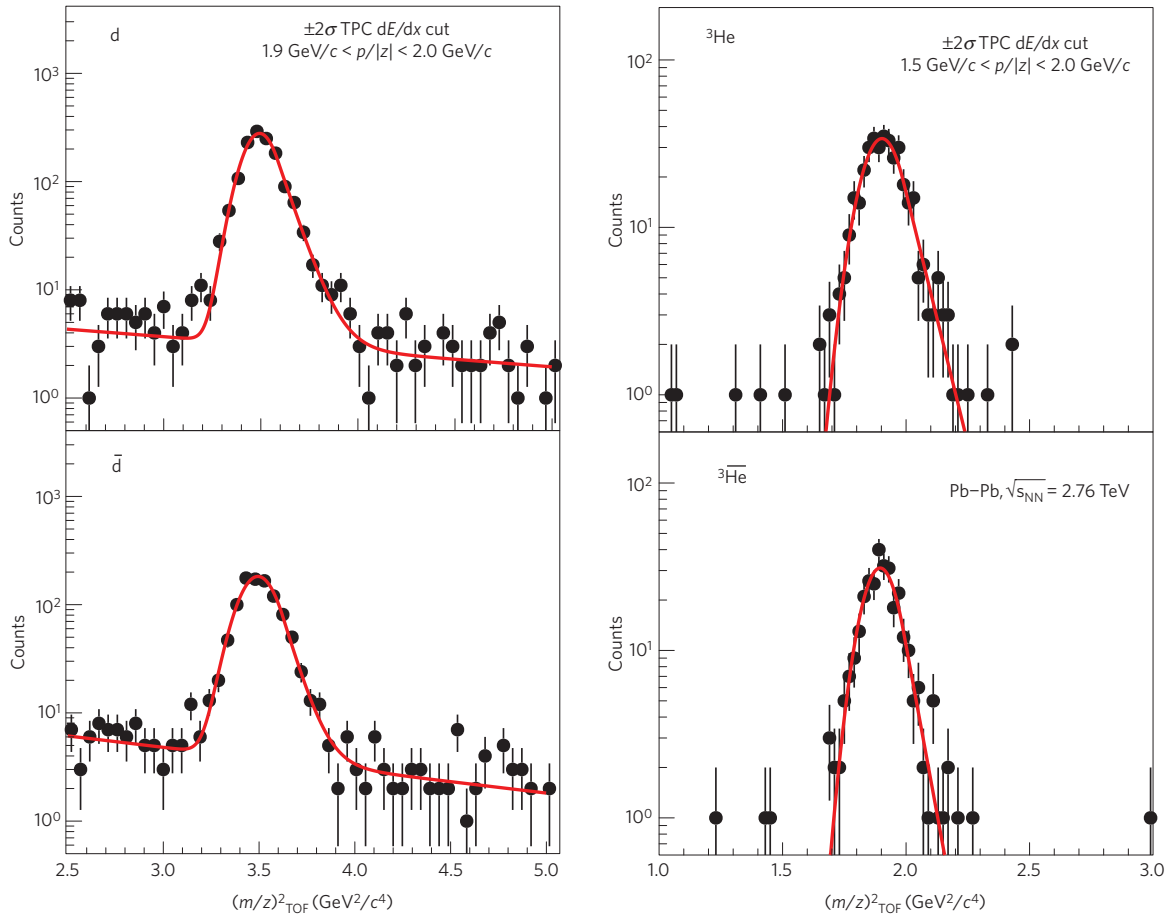 d
±2σ TPC dE/dx cut
1.9 GeV/c < p/|z| < 2.0 GeV/c
10³
10²
10¹
10⁰
Counts
³He
±2σ TPC dE/dx cut
1.5 GeV/c < p/|z| < 2.0 GeV/c
10²
10¹
10⁰
Counts
d̄
10³
10²
10¹
10⁰
Counts
2.5 3.0 3.5 4.0 4.5 5.0
(m/z)²TOF (GeV²/c⁴)
³H̅e̅
Pb–Pb, √sNN = 2.76 TeV
10²
10¹
10⁰
Counts
1.0 1.5 2.0 2.5 3.0
(m/z)²TOF (GeV²/c⁴)